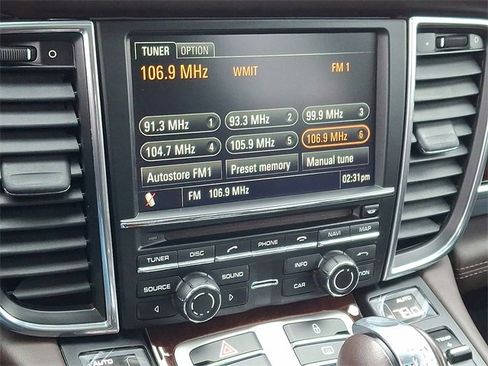 TUNER OPTION
106.9 MHz WMIT FM 1
91.3 MHz 1 93.3 MHz 2 99.9 MHz 3
104.7 MHz 4 105.9 MHz 5 106.9 MHz 6
Autostore FM1 Preset memory Manual tune
02:31pm
FM 106.9 MHz
TUNER DISC PHONE NAVI MAP
SOURCE SOUND INFO
CAR
AUTO AUTO
TEMP